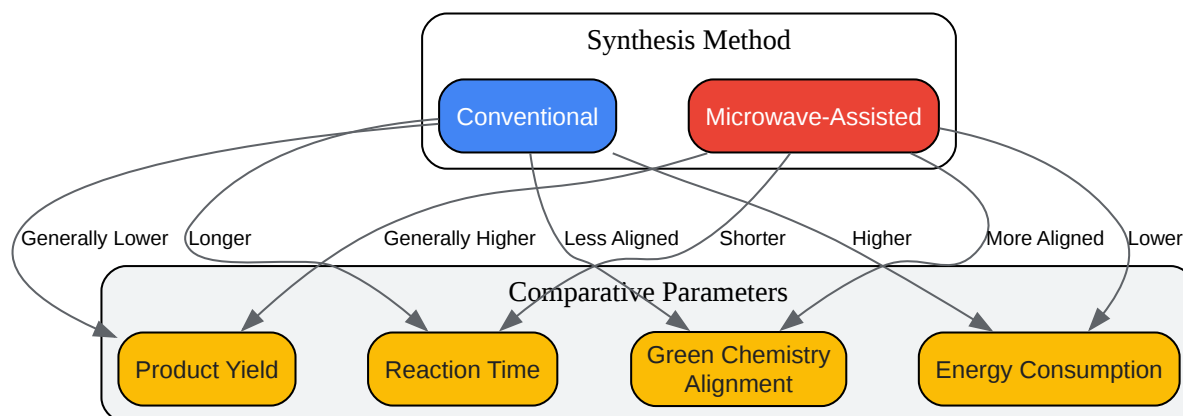 Synthesis Method
Conventional
Microwave-Assisted
Generally Lower
Longer
Generally Higher
Less Aligned
Shorter
Higher
More Aligned
Lower
Comparative Parameters
Product Yield
Reaction Time
Green Chemistry
Alignment
Energy Consumption